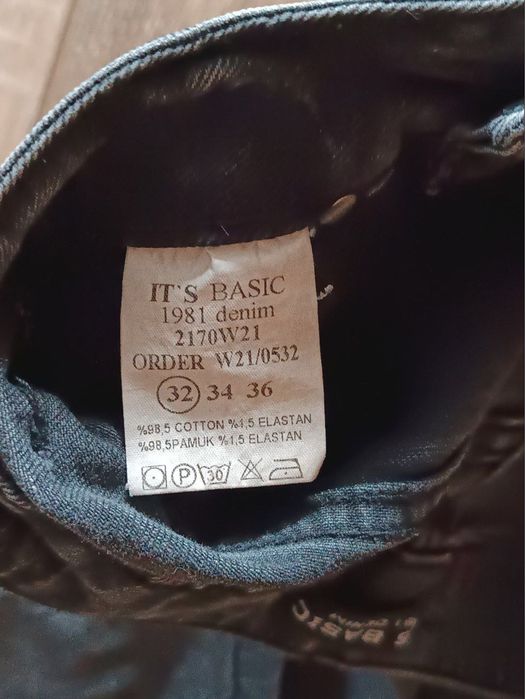 IT'S BASIC
1981 denim
2170W21
ORDER W21/0532
32 34 36
%98,5 COTTON %1,5 ELASTAN
%98,5PAMUK %1,5 ELASTAN
P 30
BASIC